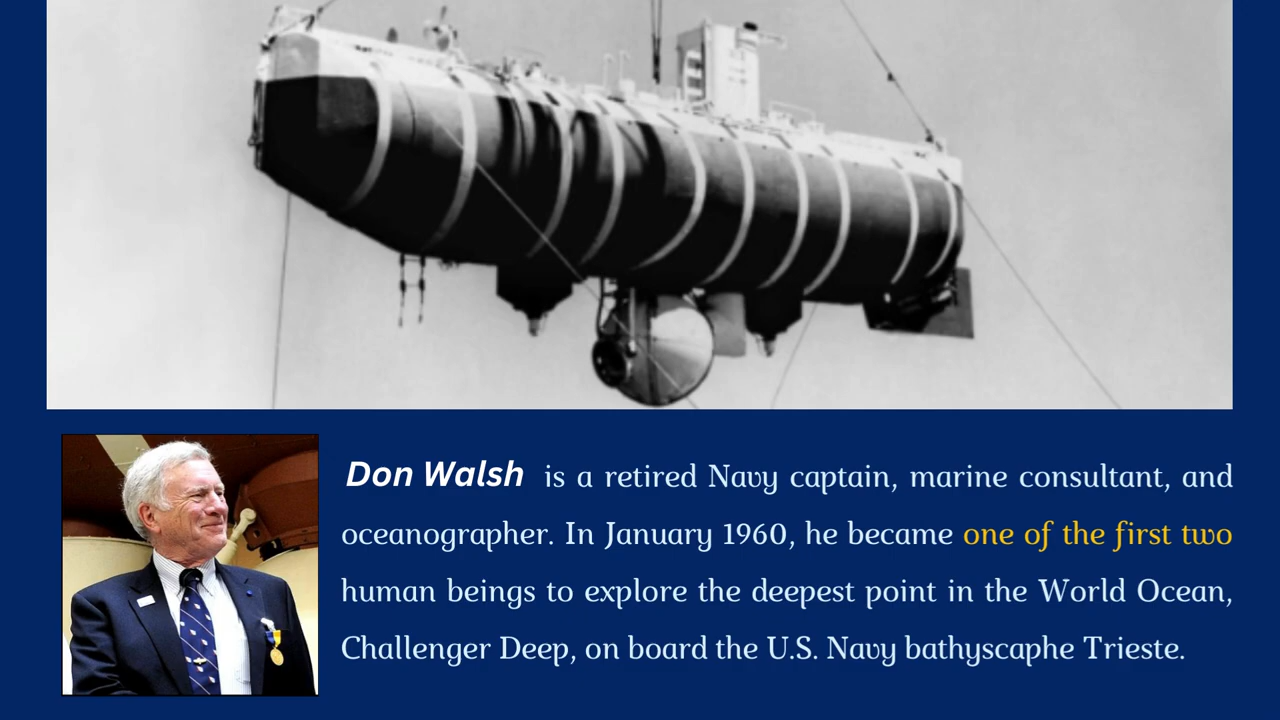 Don Walsh is a retired Navy captain, marine consultant, and
oceanographer. In January 1960, he became one of the first two
human beings to explore the deepest point in the World Ocean,
Challenger Deep, on board the U.S. Navy bathyscaphe Trieste.